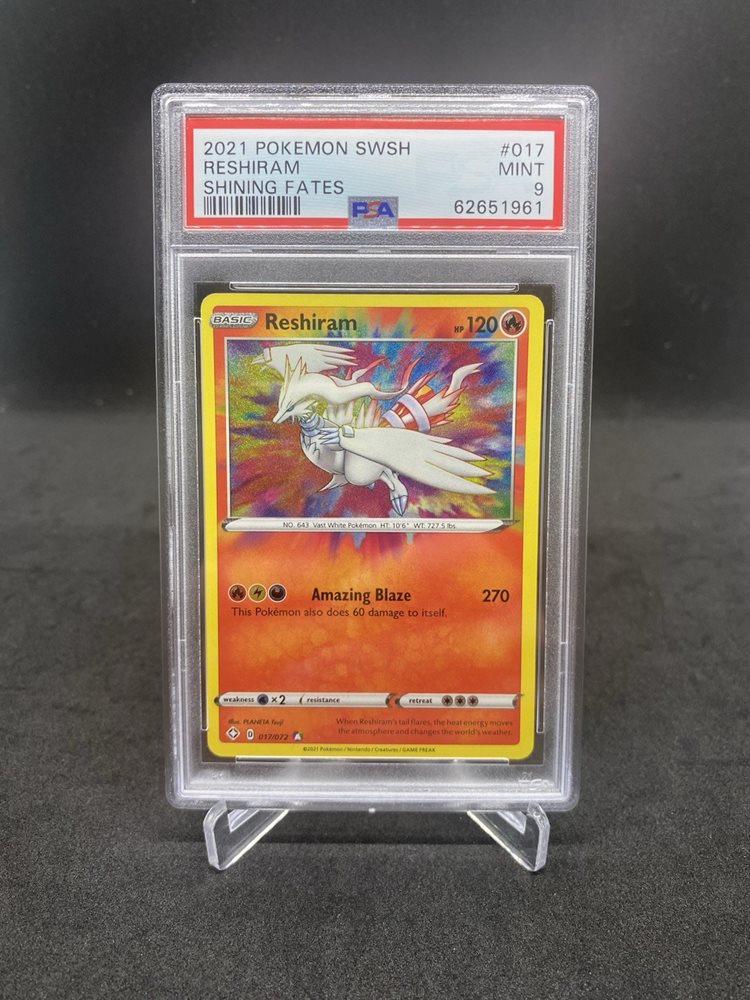 2021 POKEMON SWSH #017
RESHIRAM MINT
SHINING FATES 9
PSA 62651961
BASIC Reshiram HP 120
NO. 643 Vast White Pokémon HT: 10'6" WT: 727.5 lbs.
Amazing Blaze 270
This Pokémon also does 60 damage to itself.
weakness ×2 resistance retreat
Illus. PLANETA Tsuji
When Reshiram's tail flares, the heat energy moves
the atmosphere and changes the world's weather.
D 017/072 A
©2021 Pokémon / Nintendo / Creatures / GAME FREAK